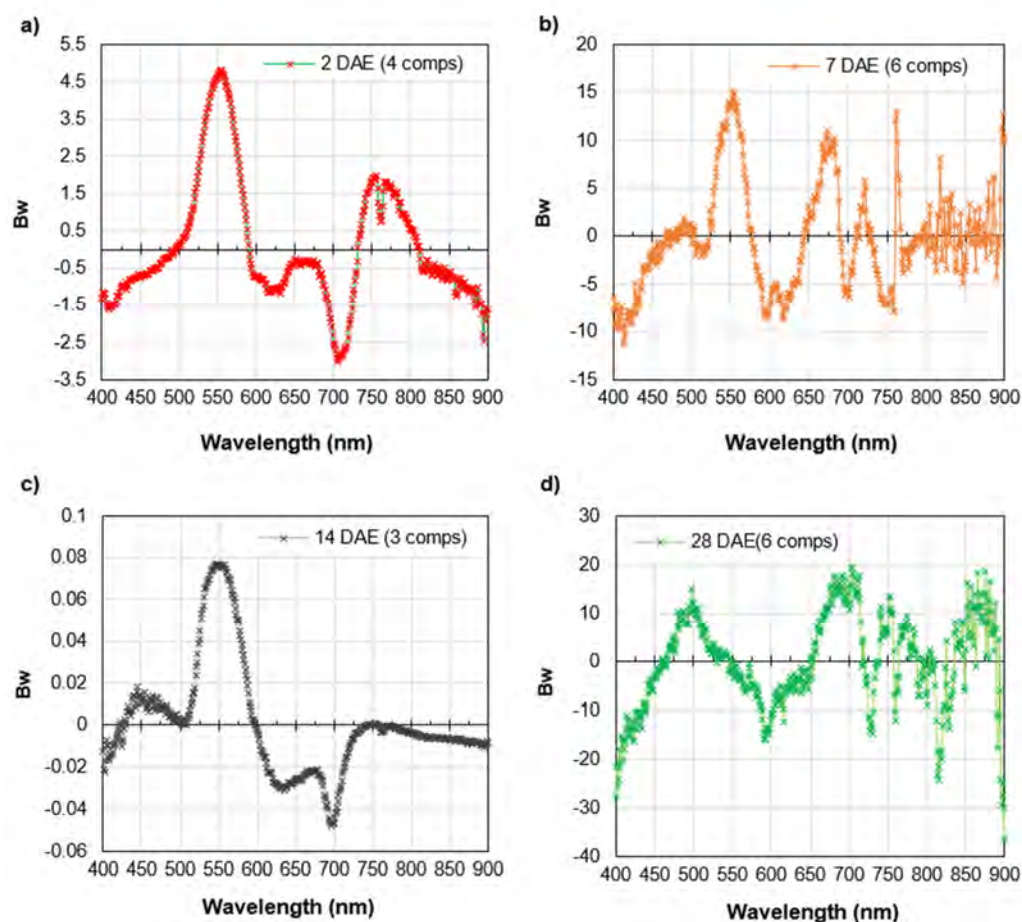 a)
5.5
4.5
3.5
2.5
1.5
0.5
-0.5
-1.5
-2.5
-3.5
Bw
2 DAE (4 comps)
400 450 500 550 600 650 700 750 800 850 900
Wavelength (nm)
b)
20
15
10
5
0
-5
-10
-15
Bw
7 DAE (6 comps)
400 450 500 550 600 650 700 750 800 850 900
Wavelength (nm)
c)
0.1
0.08
0.06
0.04
0.02
0
-0.02
-0.04
-0.06
Bw
14 DAE (3 comps)
400 450 500 550 600 650 700 750 800 850 900
Wavelength (nm)
d)
30
20
10
0
-10
-20
-30
-40
Bw
28 DAE(6 comps)
400 450 500 550 600 650 700 750 800 850 900
Wavelength (nm)